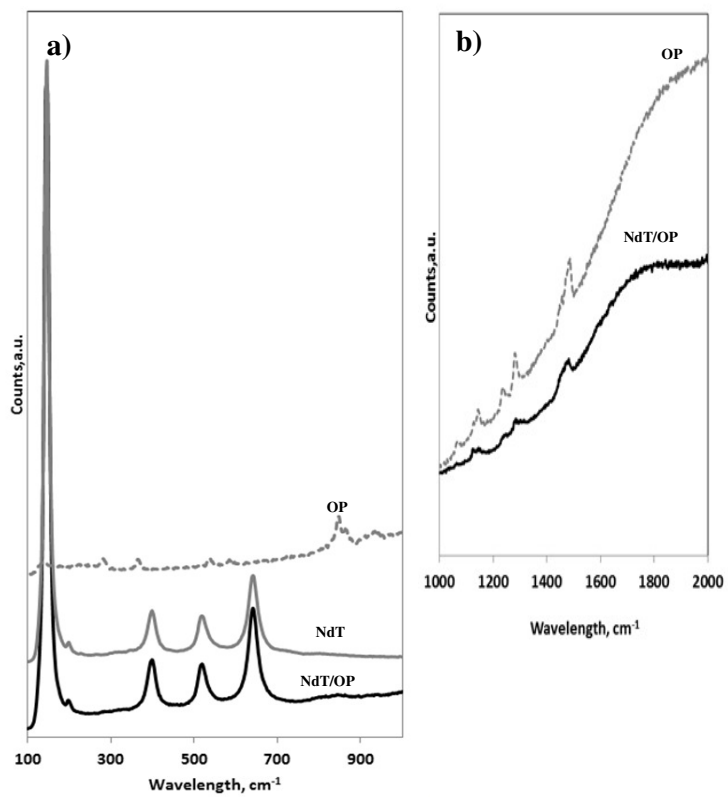 a)
Counts,a.u.
OP
NdT
NdT/OP
100 300 500 700 900
Wavelength, cm-1
b)
OP
NdT/OP
Counts,a.u.
1000 1200 1400 1600 1800 2000
Wavelength, cm-1